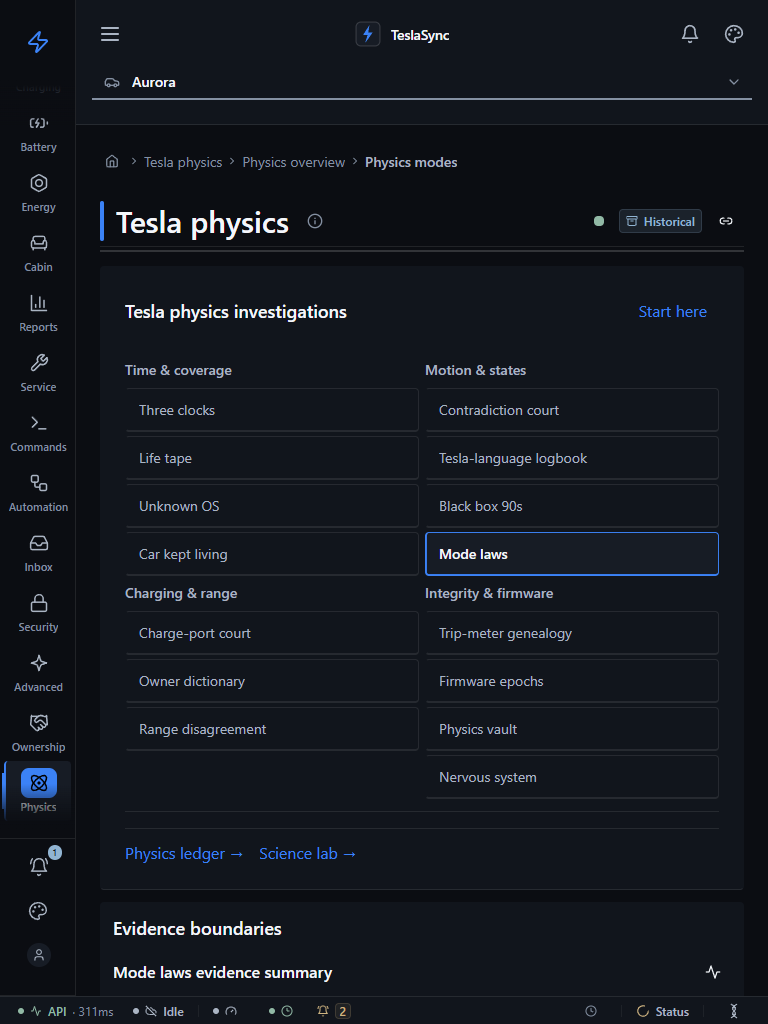 TeslaSync
Aurora
Charging
Battery
Energy
Cabin
Reports
Service
Commands
Automation
Inbox
Security
Advanced
Ownership
Physics
1
Tesla physics
Physics overview
Physics modes
Tesla physics
Historical
Tesla physics investigations
Start here
Time & coverage
Three clocks
Life tape
Unknown OS
Car kept living
Motion & states
Contradiction court
Tesla-language logbook
Black box 90s
Mode laws
Charging & range
Charge-port court
Owner dictionary
Range disagreement
Integrity & firmware
Trip-meter genealogy
Firmware epochs
Physics vault
Nervous system
Physics ledger →
Science lab →
Evidence boundaries
Mode laws evidence summary
API · 311ms
Idle
2
Status